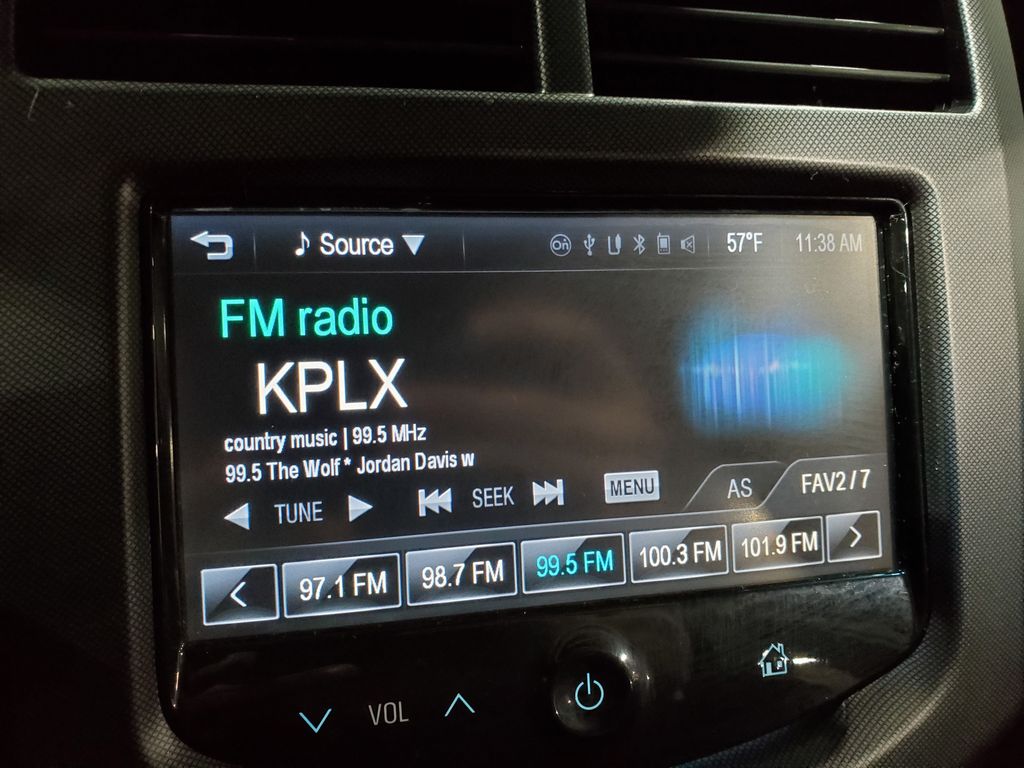 Source
57°F
11:38 AM
FM radio
KPLX
country music | 99.5 MHz
99.5 The Wolf * Jordan Davis w
TUNE
SEEK
MENU
AS
FAV2 / 7
97.1 FM
98.7 FM
99.5 FM
100.3 FM
101.9 FM
VOL